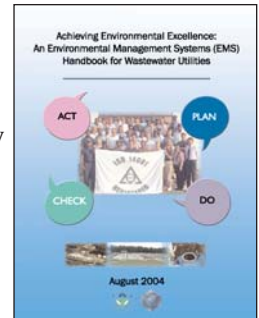 Achieving Environmental Excellence:
An Environmental Management Systems (EMS)
Handbook for Wastewater Utilities
ACT
PLAN
CHECK
DO
August 2004